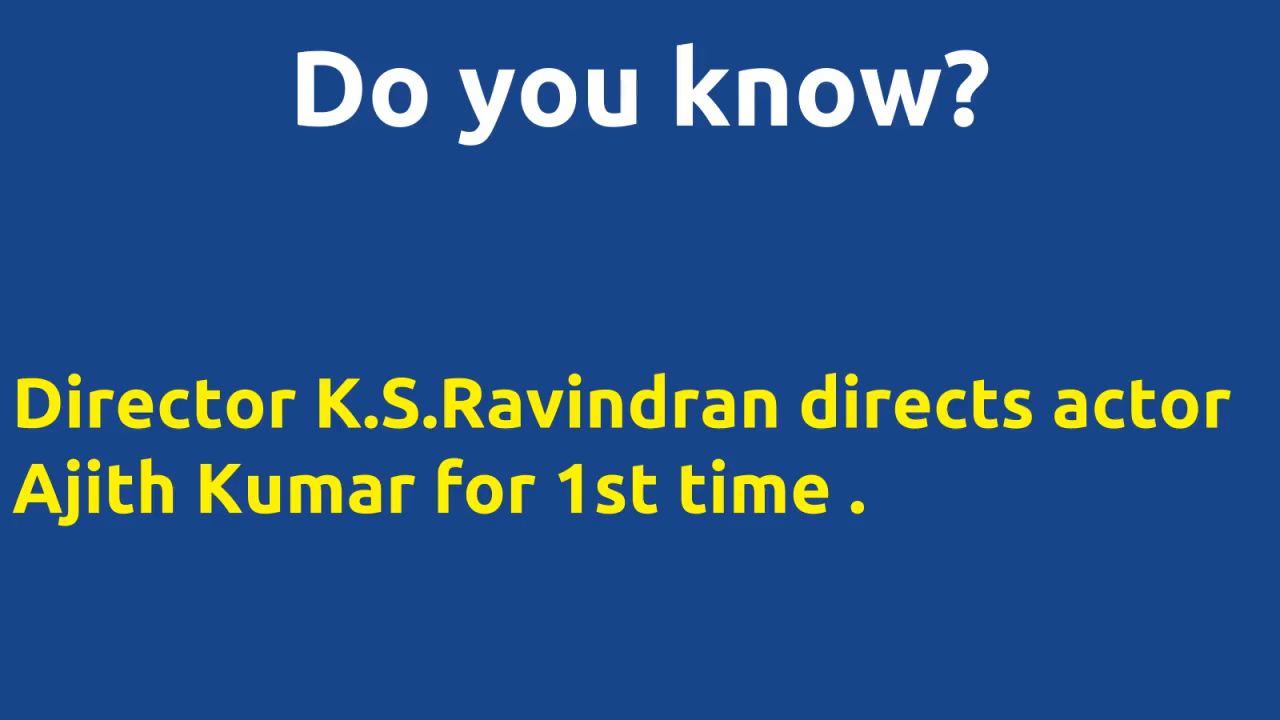 Do you know?
Director K.S.Ravindran directs actor
Ajith Kumar for 1st time .